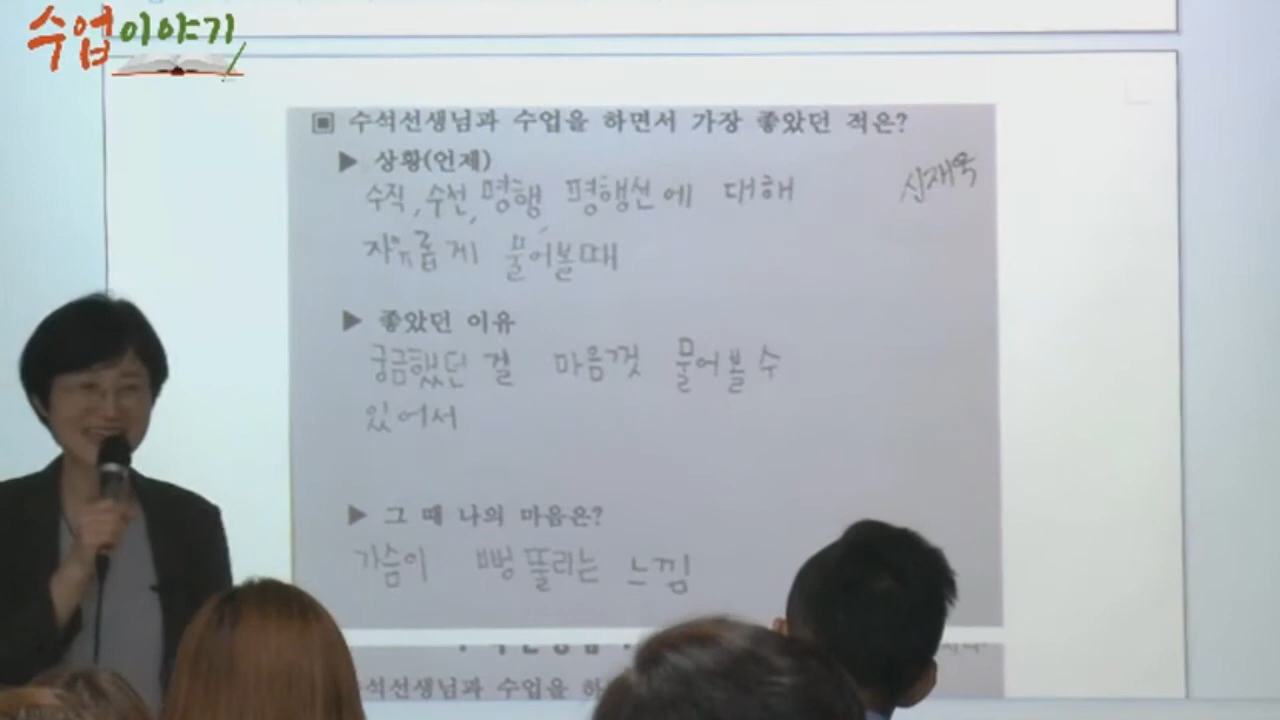 수업이야기
▣ 수석선생님과 수업을 하면서 가장 좋았던 적은?
▶ 상황(언제)
수직, 수선, 평행, 평행선에 대해
신재욱
자유롭게 물어볼때
▶ 좋았던 이유
궁금했던 걸 마음껏 물어볼 수
있어서
▶ 그 때 나의 마음은?
가슴이 뻥 뚫리는 느낌
석선생님과 수업을 하